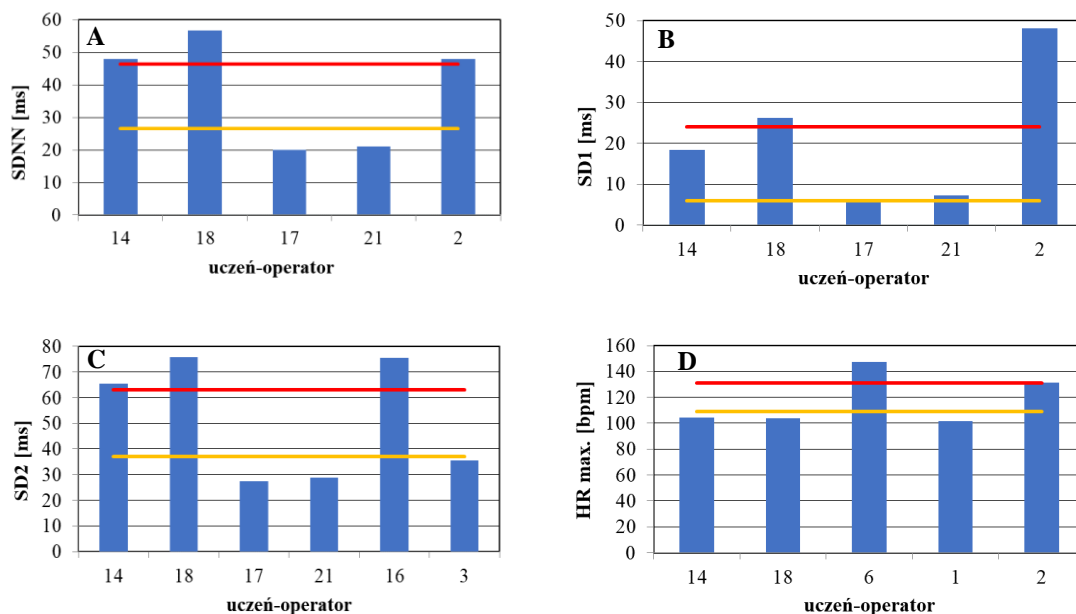 A
SDNN [ms]
60
50
40
30
20
10
0
14 18 17 21 2
uczeń-operator
B
SD1 [ms]
50
40
30
20
10
0
14 18 17 21 2
uczeń-operator
C
SD2 [ms]
80
70
60
50
40
30
20
10
0
14 18 17 21 16 3
uczeń-operator
D
HR max. [bpm]
160
140
120
100
80
60
40
20
0
14 18 6 1 2
uczeń-operator